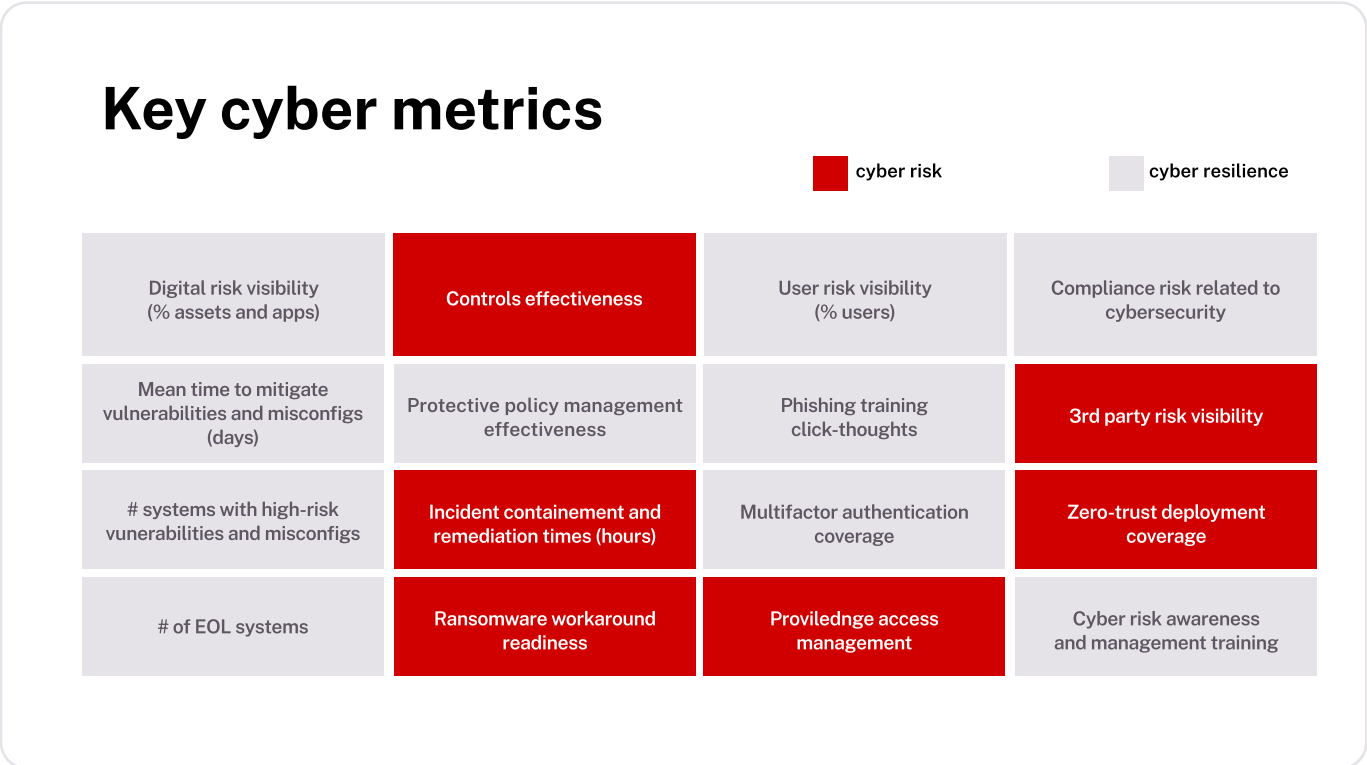 Key cyber metrics
cyber risk
cyber resilience
Digital risk visibility
(% assets and apps)
Controls effectiveness
User risk visibility
(% users)
Compliance risk related to
cybersecurity
Mean time to mitigate
vulnerabilities and misconfigs
(days)
Protective policy management
effectiveness
Phishing training
click-thoughts
3rd party risk visibility
# systems with high-risk
vunerabilities and misconfigs
Incident containement and
remediation times (hours)
Multifactor authentication
coverage
Zero-trust deployment
coverage
# of EOL systems
Ransomware workaround
readiness
Provilednge access
management
Cyber risk awareness
and management training